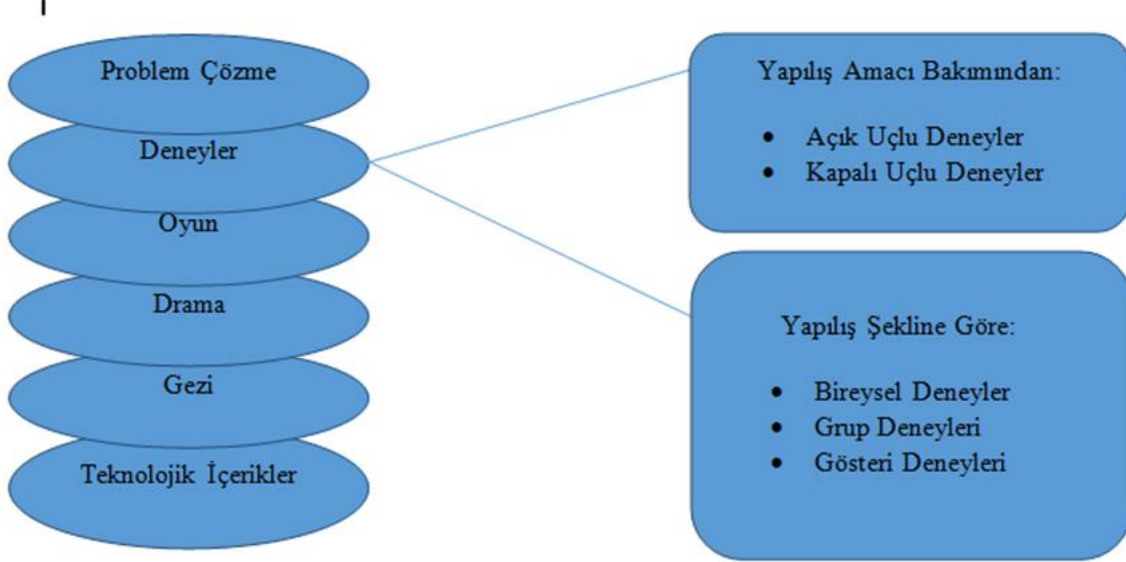 Problem Çözme
Deneyler
Oyun
Drama
Gezi
Teknolojik İçerikler
Yapılış Amacı Bakımından:
• Açık Uçlu Deneyler
• Kapalı Uçlu Deneyler
Yapılış Şekline Göre:
• Bireysel Deneyler
• Grup Deneyleri
• Gösteri Deneyleri